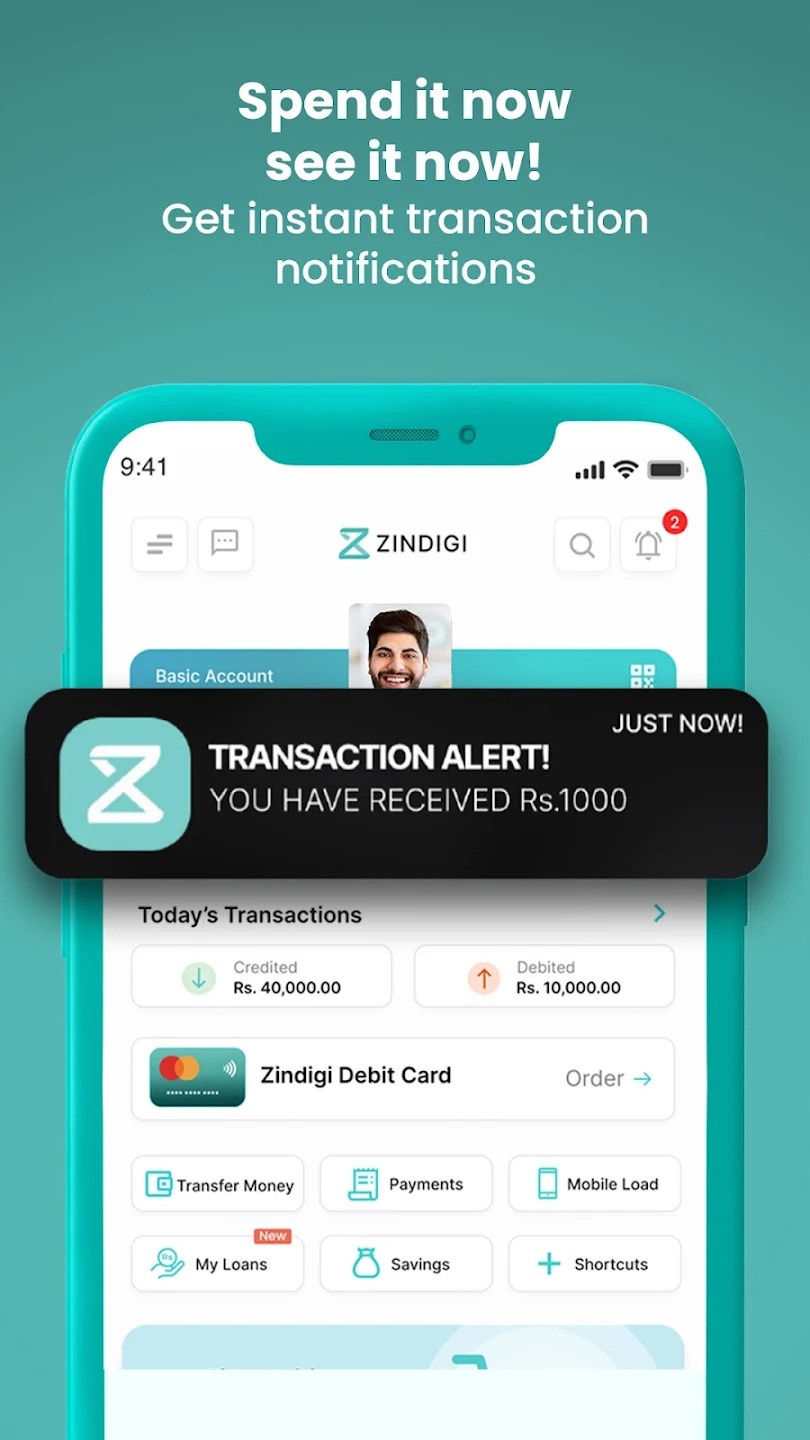 Spend it now
see it now!
Get instant transaction
notifications
9:41
ZINDIGI
2
Basic Account
JUST NOW!
TRANSACTION ALERT!
YOU HAVE RECEIVED Rs.1000
Today's Transactions
Credited
Rs. 40,000.00
Debited
Rs. 10,000.00
Zindigi Debit Card
Order
Transfer Money
Payments
Mobile Load
New
Rs
My Loans
Savings
Shortcuts